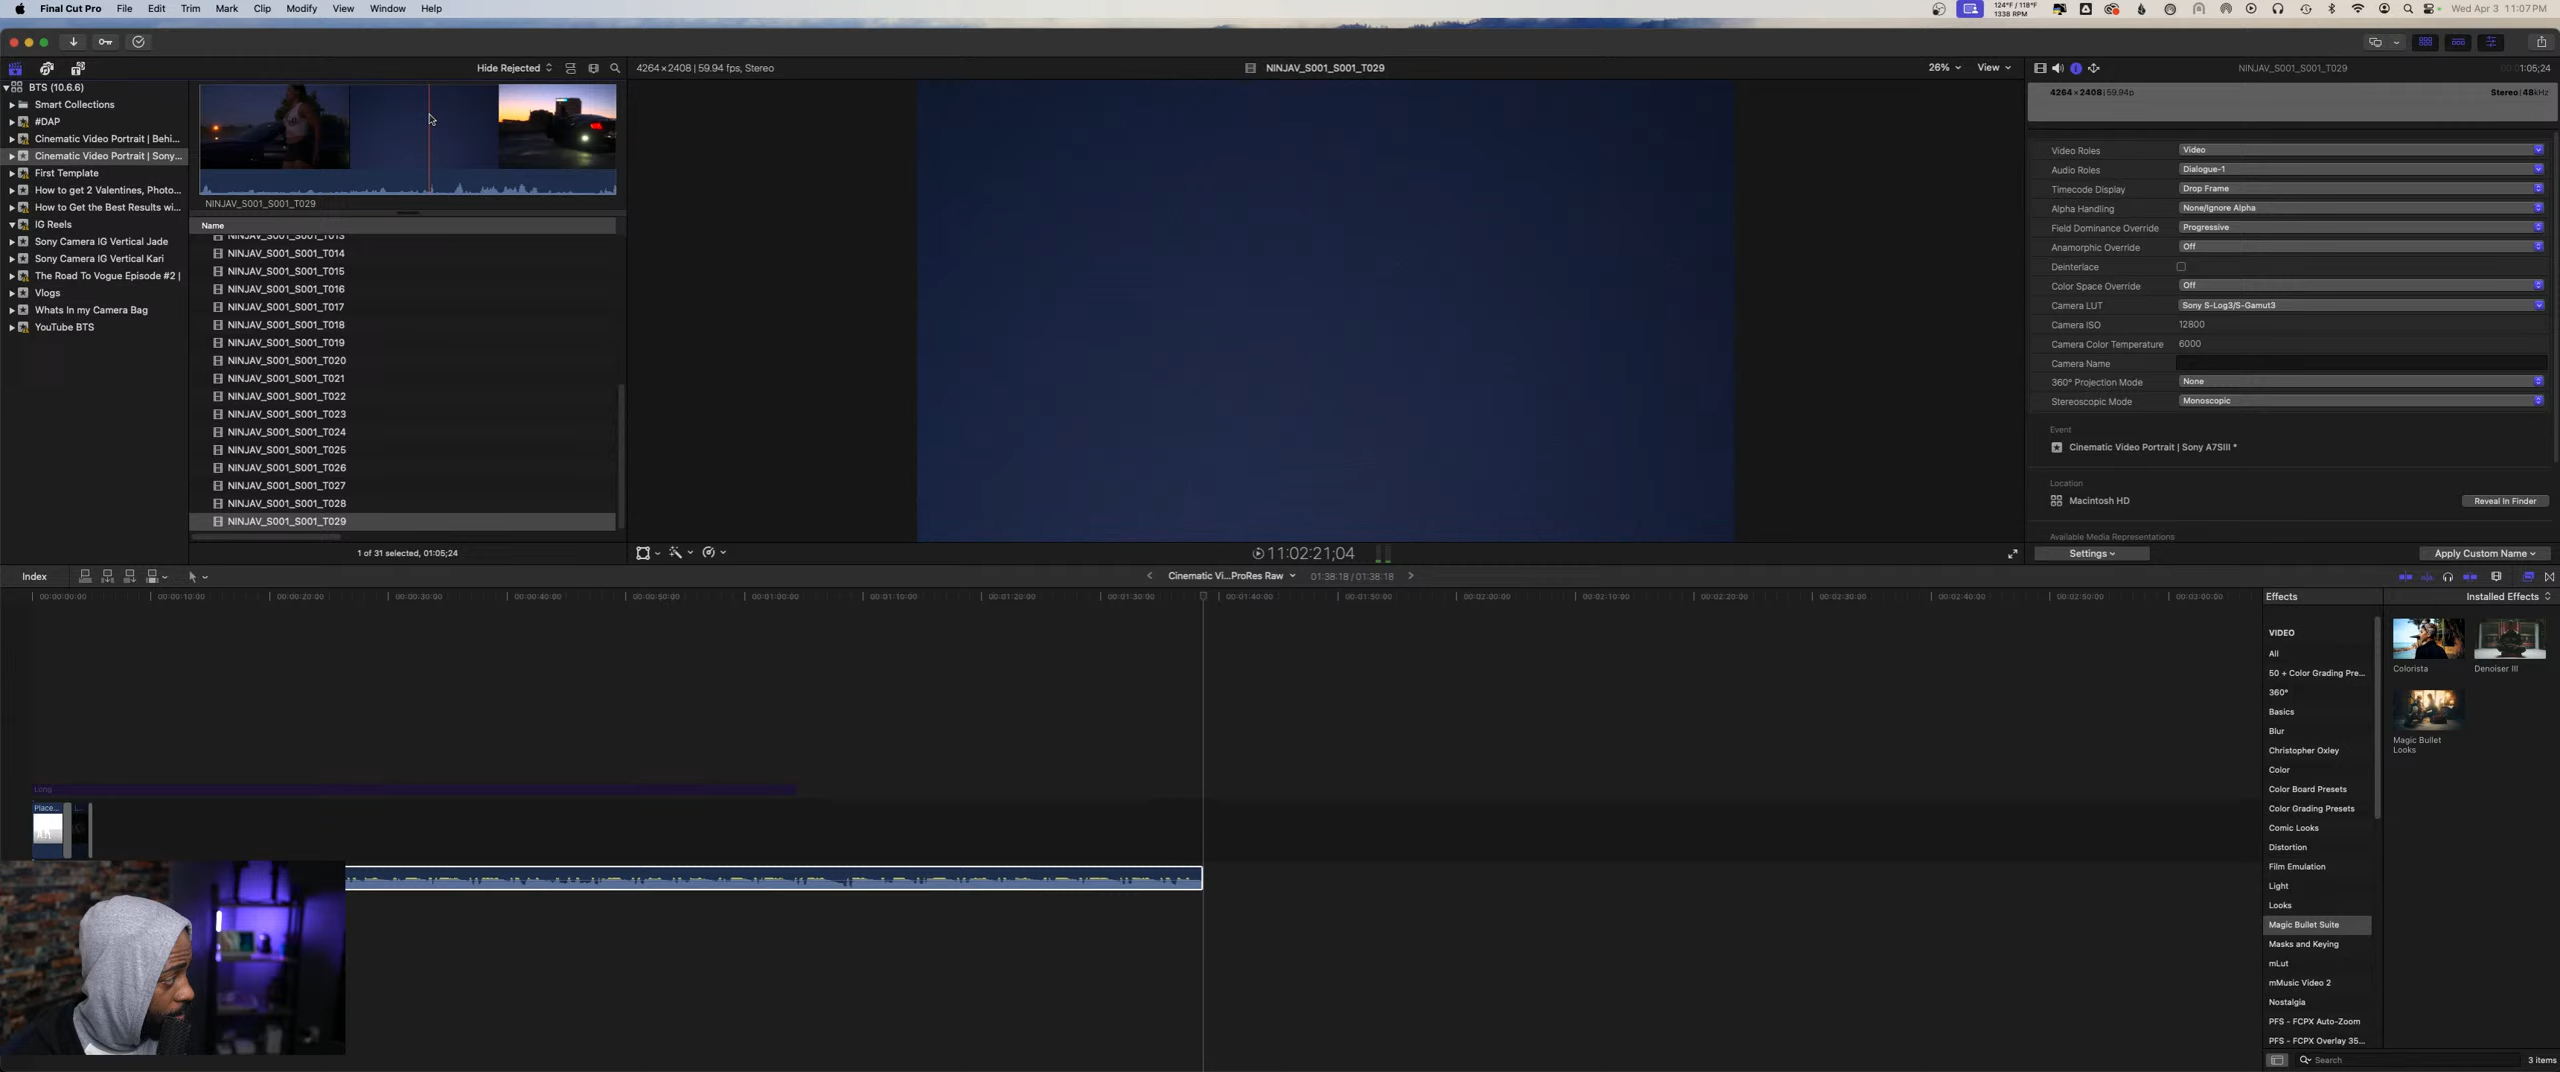 Final Cut Pro File Edit Trim Mark Clip Modify View Window Help
124°F / 118°F
1338 RPM
Wed Apr 3 11:07PM
Hide Rejected
4264×2408 | 59.94 fps, Stereo
NINJAV_S001_S001_T029
26%
View
NINJAV_S001_S001_T029
1:05;24
BTS (10.6.6)
Smart Collections
#DAP
Cinematic Video Portrait | Behi...
Cinematic Video Portrait | Sony...
First Template
How to get 2 Valentines, Photo...
How to Get the Best Results wi...
IG Reels
Sony Camera IG Vertical Jade
Sony Camera IG Vertical Kari
The Road To Vogue Episode #2 |
Vlogs
Whats In my Camera Bag
YouTube BTS
NINJAV_S001_S001_T029
Name
NINJAV_S001_S001_T013
NINJAV_S001_S001_T014
NINJAV_S001_S001_T015
NINJAV_S001_S001_T016
NINJAV_S001_S001_T017
NINJAV_S001_S001_T018
NINJAV_S001_S001_T019
NINJAV_S001_S001_T020
NINJAV_S001_S001_T021
NINJAV_S001_S001_T022
NINJAV_S001_S001_T023
NINJAV_S001_S001_T024
NINJAV_S001_S001_T025
NINJAV_S001_S001_T026
NINJAV_S001_S001_T027
NINJAV_S001_S001_T028
NINJAV_S001_S001_T029
1 of 31 selected, 01:05;24
11:02:21;04
4264 × 2408 | 59.94p
Stereo | 48kHz
Video Roles Video
Audio Roles Dialogue-1
Timecode Display Drop Frame
Alpha Handling None/Ignore Alpha
Field Dominance Override Progressive
Anamorphic Override Off
Deinterlace
Color Space Override Off
Camera LUT Sony S-Log3/S-Gamut3
Camera ISO 12800
Camera Color Temperature 6000
Camera Name
360° Projection Mode None
Stereoscopic Mode Monoscopic
Event
Cinematic Video Portrait | Sony A7SIII *
Location
Macintosh HD
Reveal In Finder
Available Media Representations
Settings
Apply Custom Name
Index
Cinematic Vi...ProRes Raw
01:38:18 / 01:38:18
00:00:00:00 00:00:10:00 00:00:20:00 00:00:30:00 00:00:40:00 00:00:50:00 00:01:00:00 00:01:10:00 00:01:20:00 00:01:30:00 00:01:40:00 00:01:50:00 00:02:00:00 00:02:10:00 00:02:20:00 00:02:30:00 00:02:40:00 00:02:50:00 00:03:00:00
Long
Place...
L...
Effects
Installed Effects
VIDEO
All
50 + Color Grading Pre...
360°
Basics
Blur
Christopher Oxley
Color
Color Board Presets
Color Grading Presets
Comic Looks
Distortion
Film Emulation
Light
Looks
Magic Bullet Suite
Masks and Keying
mLut
mMusic Video 2
Nostalgia
PFS - FCPX Auto-Zoom
PFS - FCPX Overlay 35...
Colorista
Denoiser III
Magic Bullet
Looks
Search
3 items